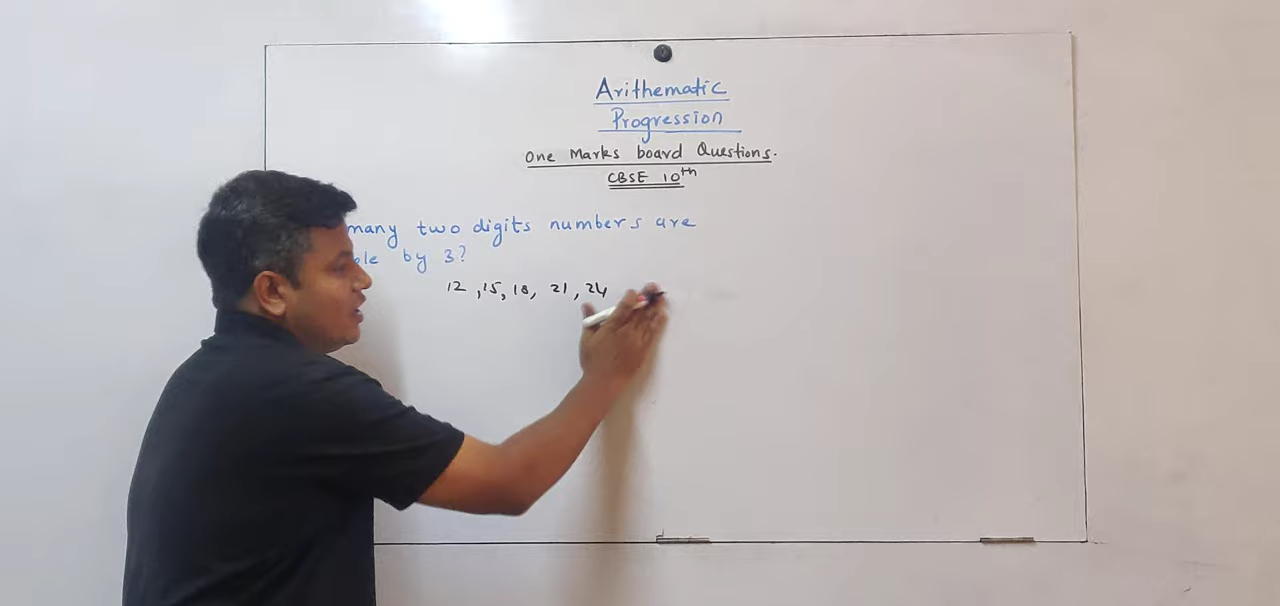 Arithematic
Progression
One Marks board Questions.
CBSE 10th
many two digits numbers are
by 3?
12, 15, 18, 21, 24